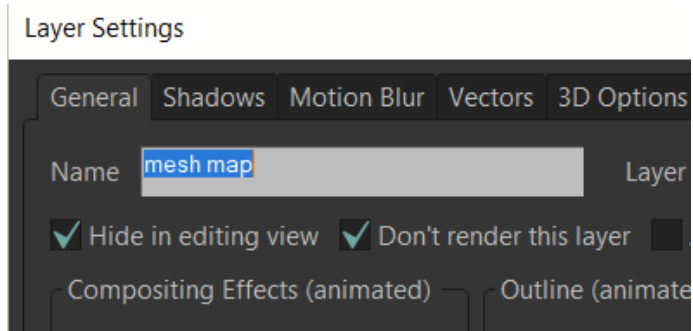 Layer Settings
General Shadows Motion Blur Vectors 3D Options
Name mesh map Layer
Hide in editing view Don't render this layer
Compositing Effects (animated) Outline (animate